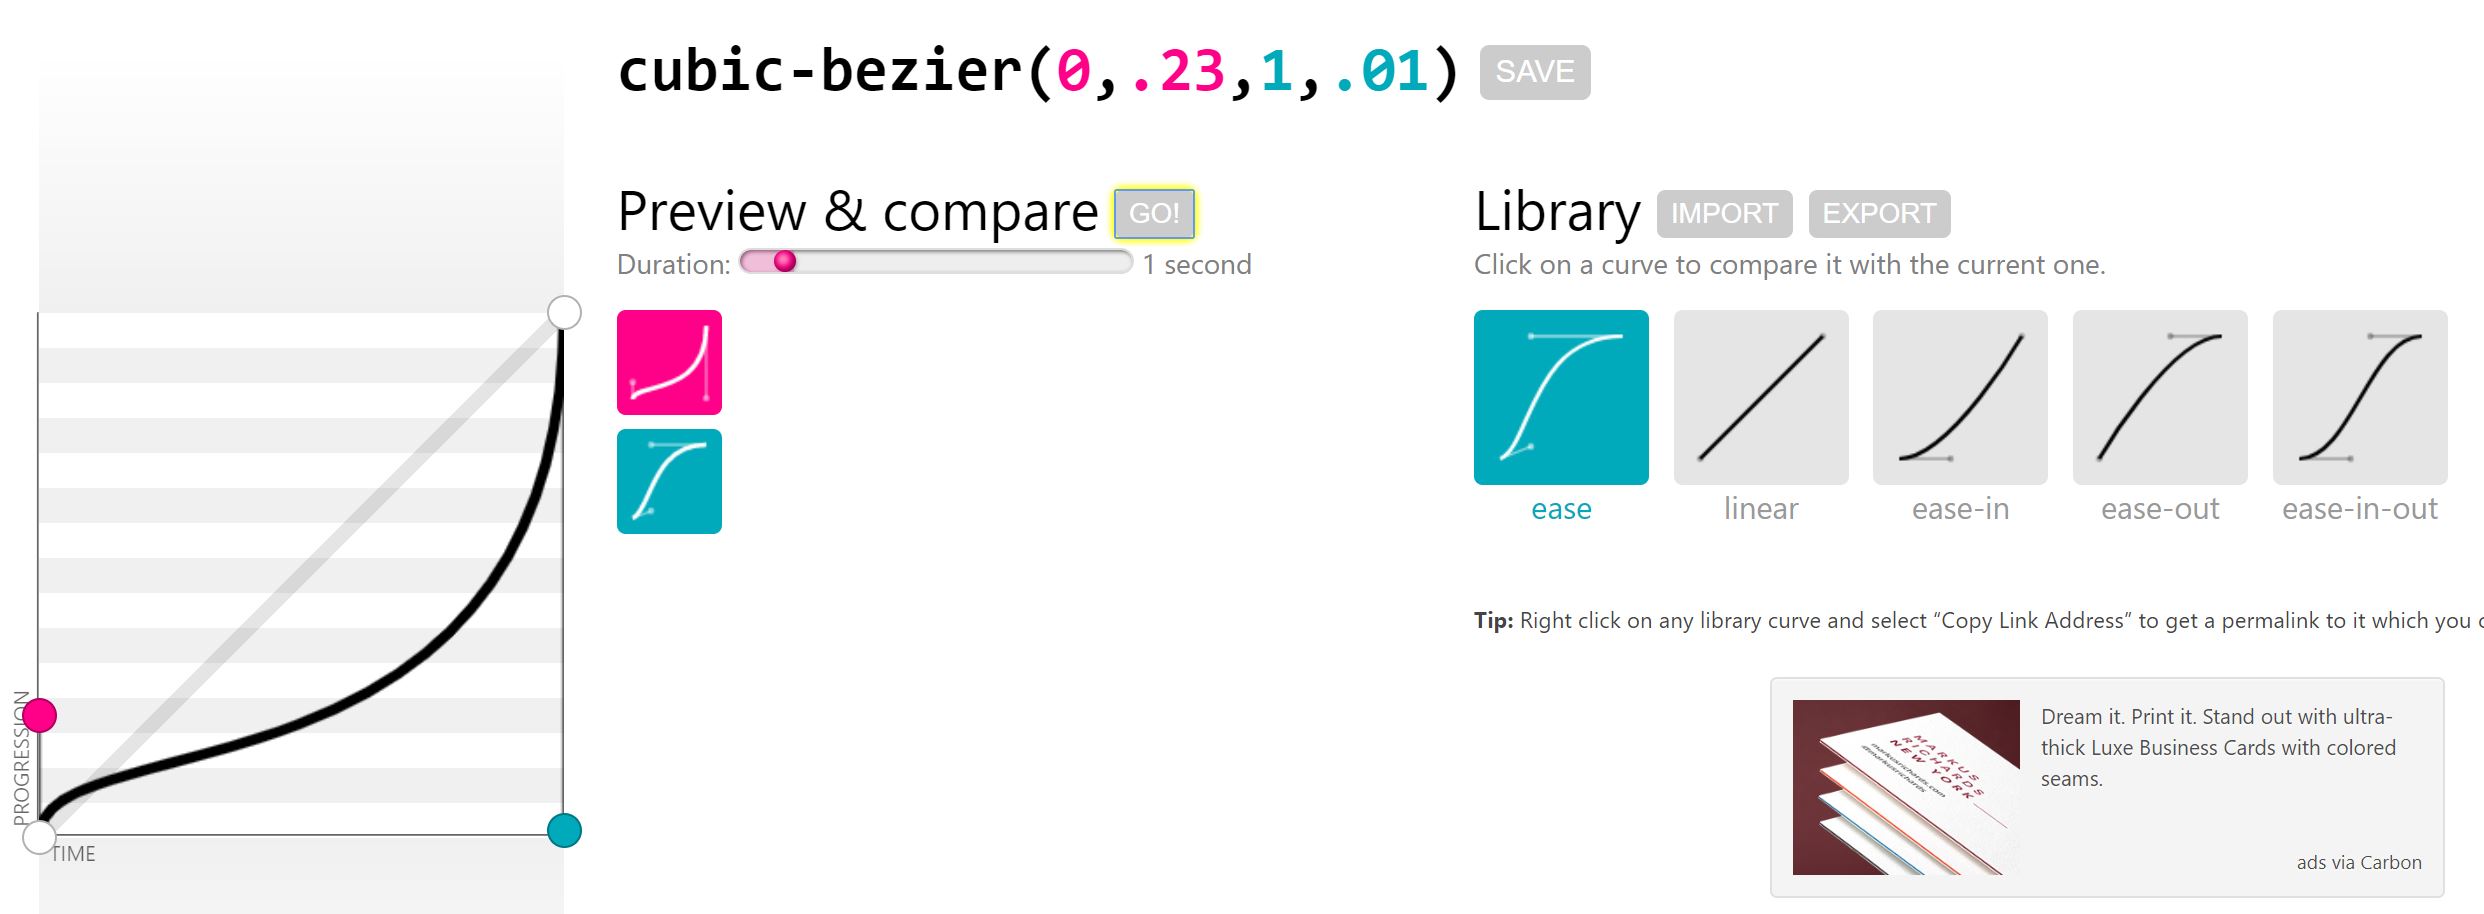 cubic-bezier(0,.23,1,.01) SAVE
Preview & compare GO!
Duration: 1 second
Library IMPORT EXPORT
Click on a curve to compare it with the current one.
ease linear ease-in ease-out ease-in-out
Tip: Right click on any library curve and select “Copy Link Address” to get a permalink to it which you
PROGRESSION
TIME
MARKUS
RICHARDS
NEW YORK
markusrichards.com
@markusrichards
Dream it. Print it. Stand out with ultra-
thick Luxe Business Cards with colored
seams.
ads via Carbon